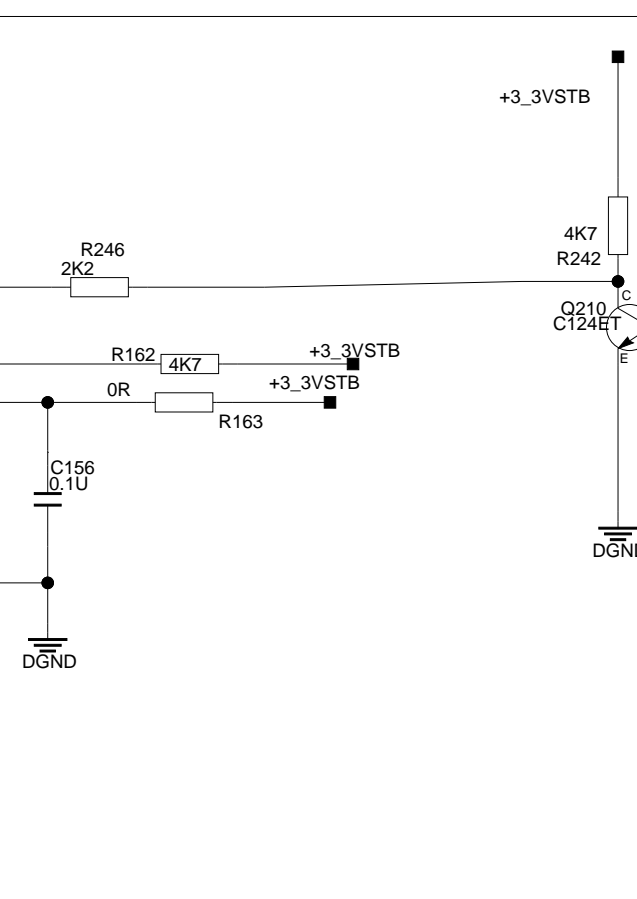 +3_3VSTB
4K7
R246
R242
2K2
C
Q210
C124ET
+3_3VSTB
R162
4K7
E
+3_3VSTB
0R
R163
C156
0.1U
DGND
DGND